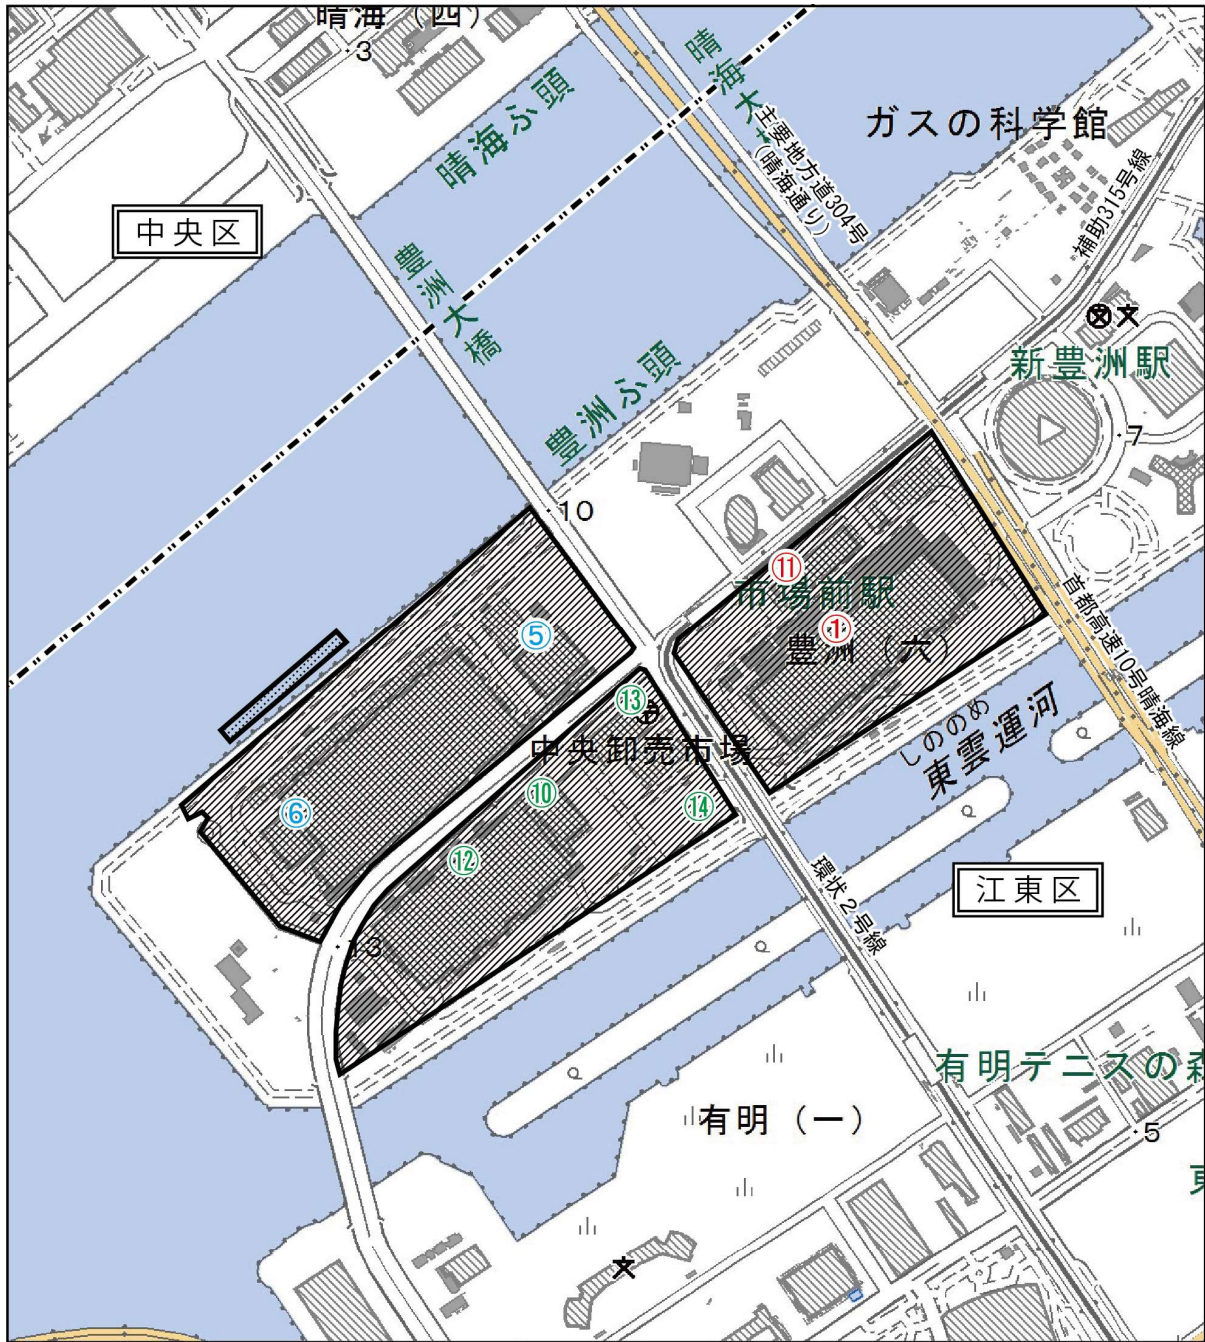 晴海（四）
・3
晴海ふ頭
晴海大
主要地方道304号
（晴海通り）
ガスの科学館
補助315号線
中央区
豊洲大橋
豊洲ふ頭
新豊洲駅
・7
・10
⑪
市場前駅
①
豊洲（六）
⑤
首都高速10号晴海線
⑬
しののめ
東雲運河
中央卸売市場
⑩
⑭
⑥
⑫
環状２号線
江東区
・13
有明テニスの森
有明（一）
・5